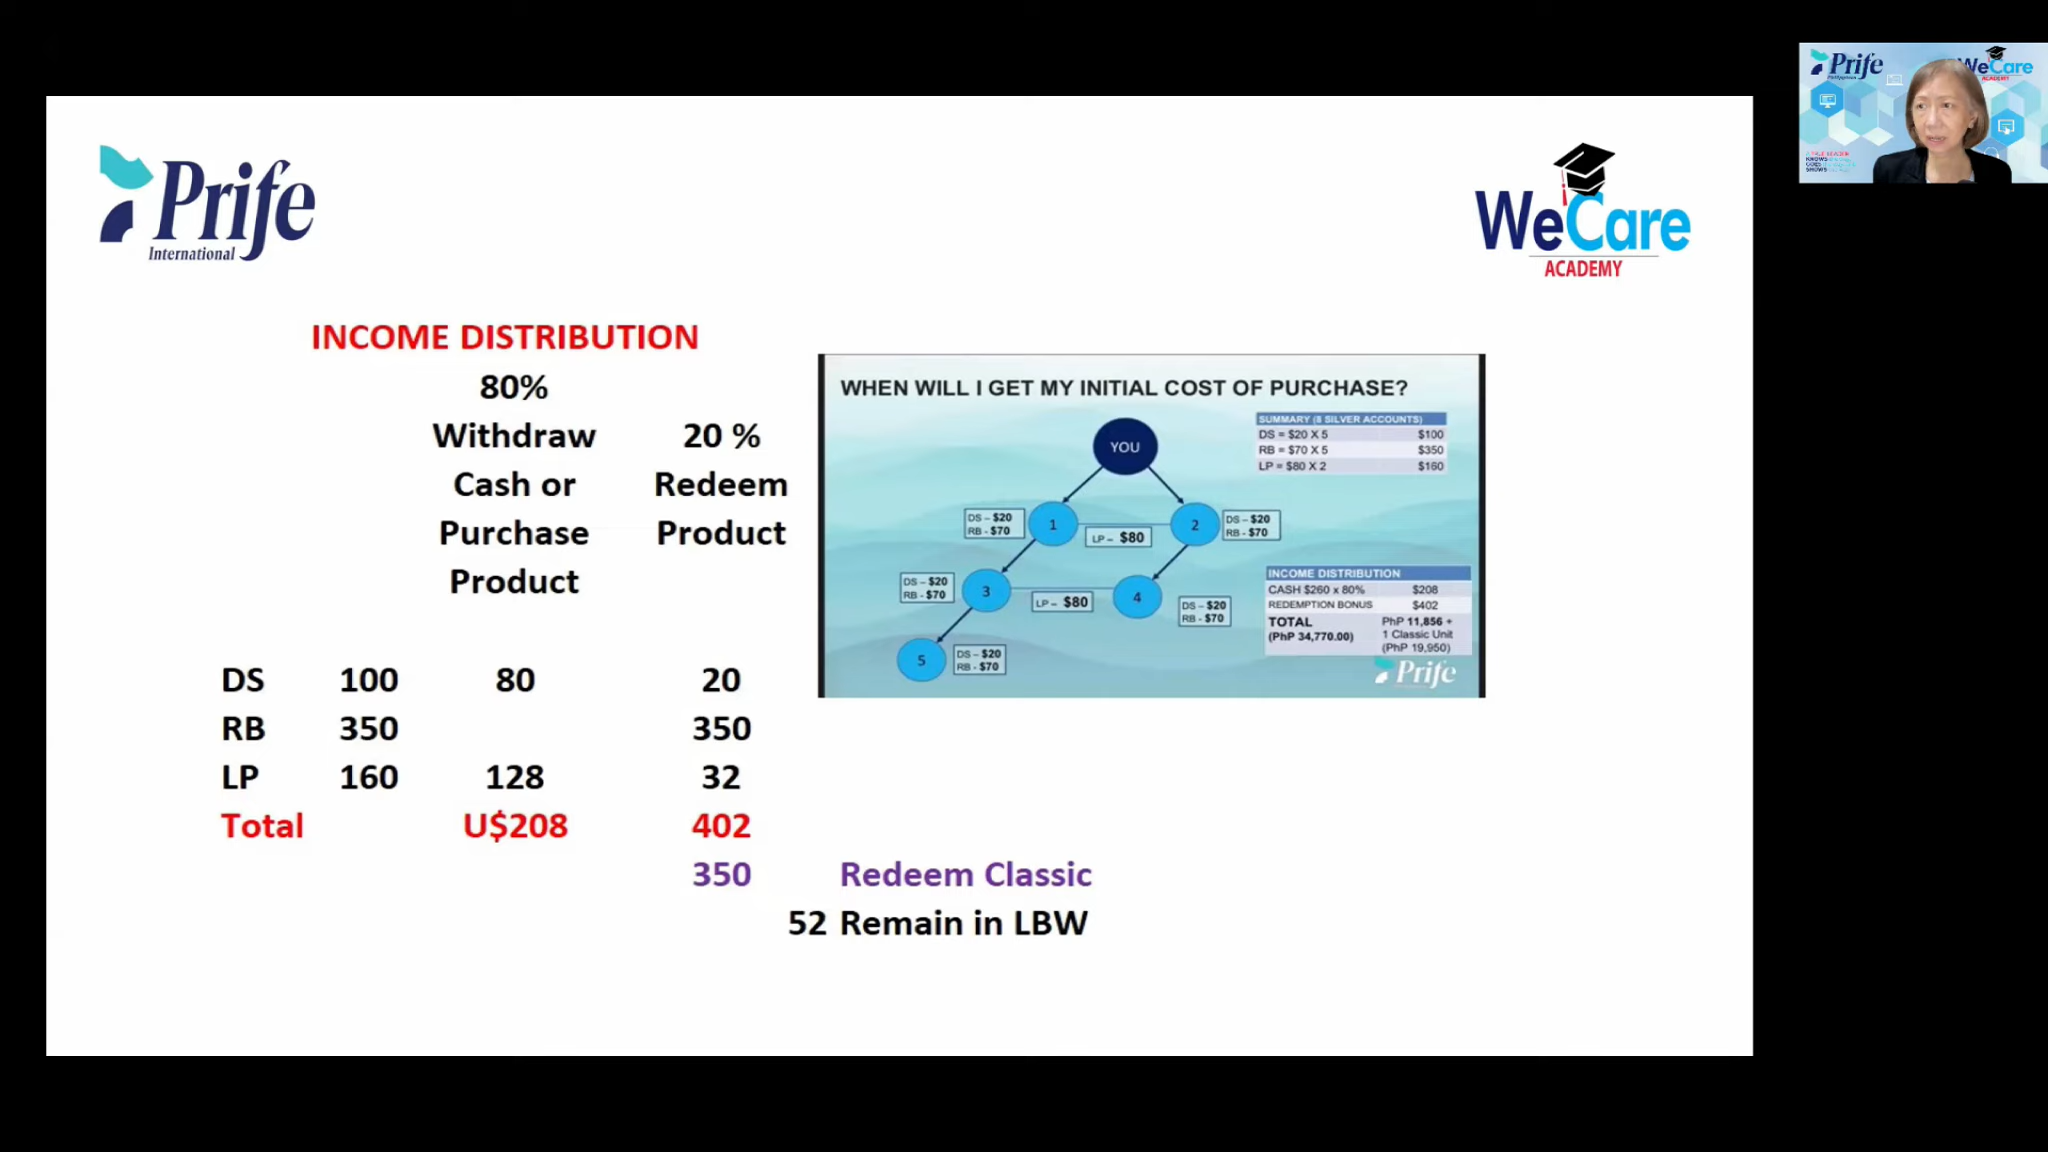 Prife
International
WeCare
ACADEMY
INCOME DISTRIBUTION
80%
Withdraw
Cash or
Purchase
Product
20 %
Redeem
Product
DS 100 80 20
RB 350 350
LP 160 128 32
Total U$208 402
350 Redeem Classic
52 Remain in LBW
WHEN WILL I GET MY INITIAL COST OF PURCHASE?
YOU
SUMMARY (8 SILVER ACCOUNTS)
DS = $20 X 5 $100
RB = $70 X 5 $350
LP = $80 X 2 $160
DS – $20
RB - $70
1
LP – $80
2
DS – $20
RB - $70
DS – $20
RB - $70
3
LP – $80
4
DS – $20
RB - $70
5
DS – $20
RB - $70
INCOME DISTRIBUTION
CASH $260 x 80% $208
REDEMPTION BONUS $402
TOTAL
(PhP 34,770.00)
PhP 11,856 +
1 Classic Unit
(PhP 19,950)
Prife
Prife
WeCare
ACADEMY
KNOWS
GOES
SHOWS